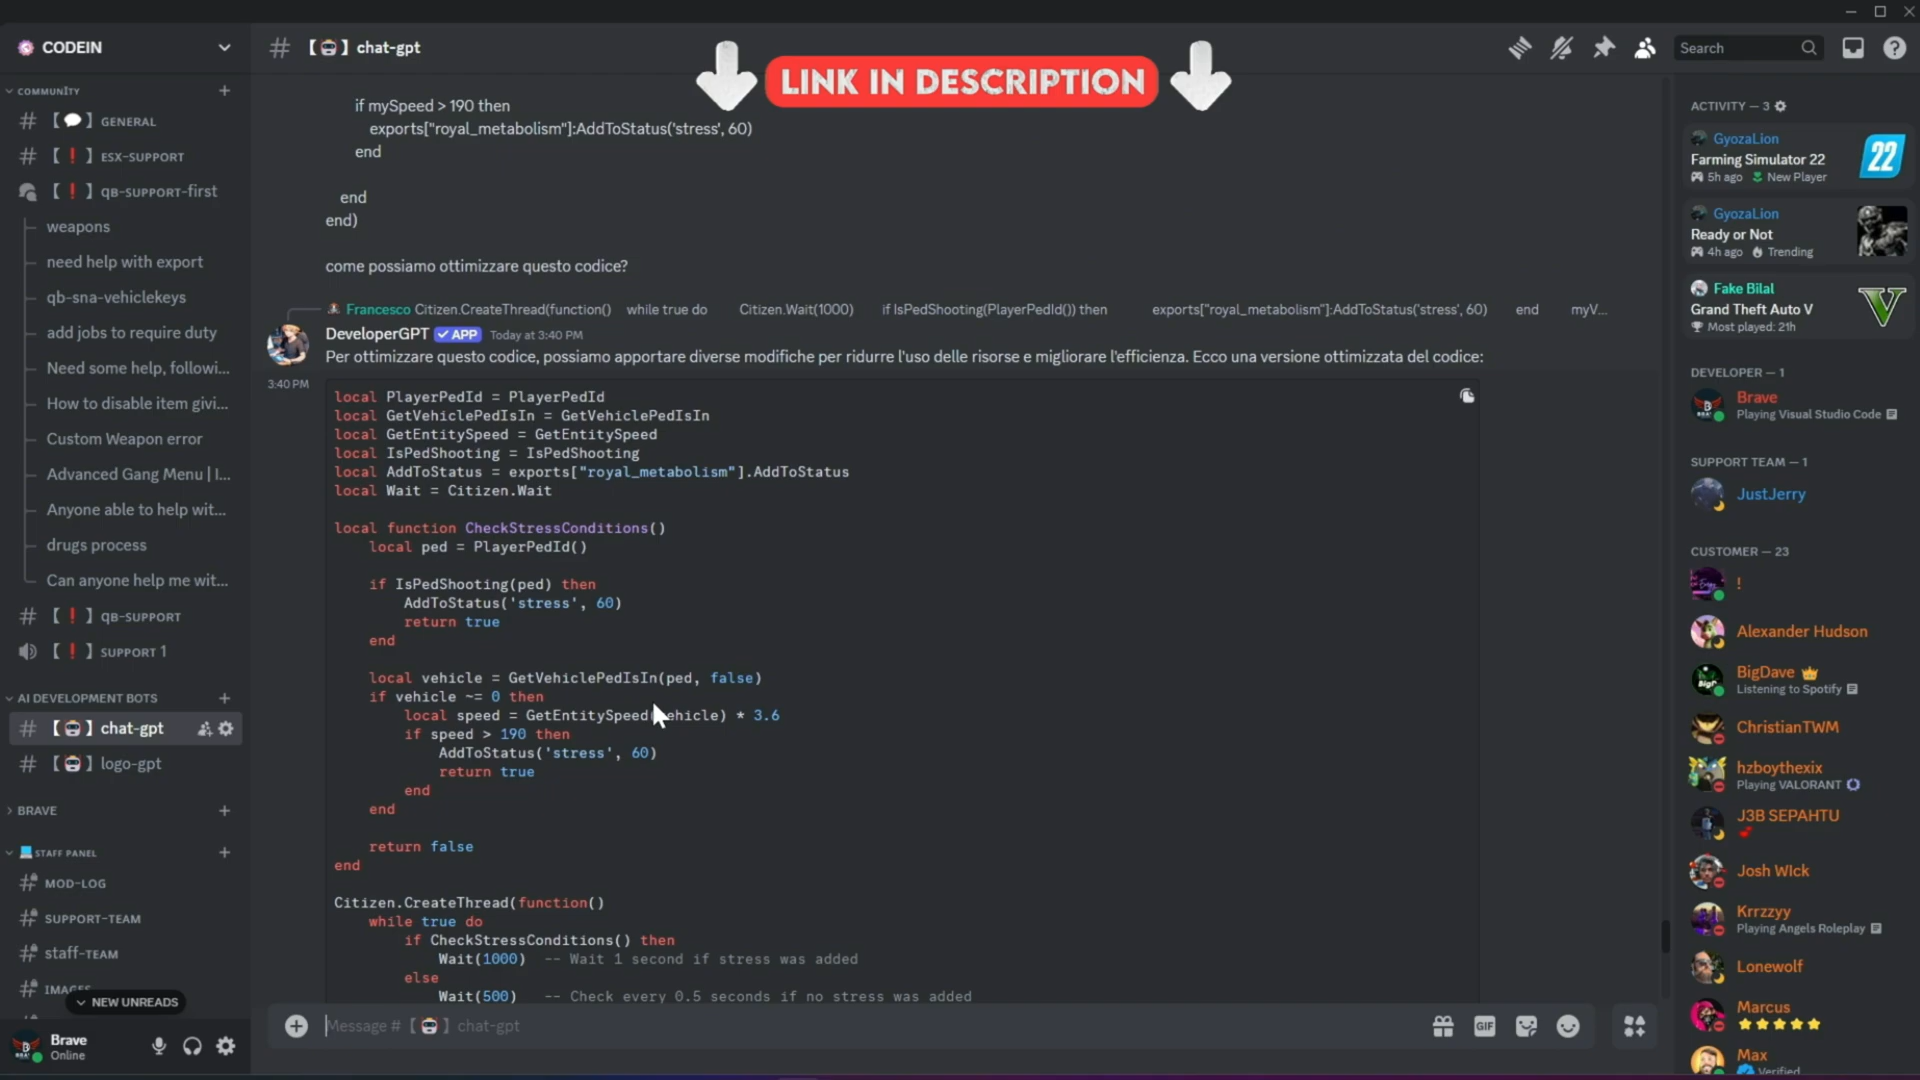 CODEIN
COMMUNITY
【💬】GENERAL
【❗】ESX-SUPPORT
【❗】QB-SUPPORT-first
weapons
need help with export
qb-sna-vehiclekeys
add jobs to require duty
Need some help, followi...
How to disable item givi...
Custom Weapon error
Advanced Gang Menu | I...
Anyone able to help wit...
drugs process
Can anyone help me wit...
【❗】QB-SUPPORT
【❗】SUPPORT 1
AI DEVELOPMENT BOTS
【🤖】chat-gpt
【🤖】logo-gpt
BRAVE
STAFF PANEL
MOD-LOG
SUPPORT-TEAM
staff-TEAM
IMAGES
NEW UNREADS
Brave
Online
# 【🤖】chat-gpt
LINK IN DESCRIPTION
Search
if mySpeed > 190 then
exports["royal_metabolism"]:AddToStatus('stress', 60)
end
end
end)
come possiamo ottimizzare questo codice?
Francesco Citizen.CreateThread(function() while true do Citizen.Wait(1000) if IsPedShooting(PlayerPedId()) then exports["royal_metabolism"]:AddToStatus('stress', 60) end myV...
DeveloperGPT ✓ APP Today at 3:40 PM
Per ottimizzare questo codice, possiamo apportare diverse modifiche per ridurre l'uso delle risorse e migliorare l'efficienza. Ecco una versione ottimizzata del codice:
3:40 PM
local PlayerPedId = PlayerPedId
local GetVehiclePedIsIn = GetVehiclePedIsIn
local GetEntitySpeed = GetEntitySpeed
local IsPedShooting = IsPedShooting
local AddToStatus = exports["royal_metabolism"].AddToStatus
local Wait = Citizen.Wait
local function CheckStressConditions()
local ped = PlayerPedId()
if IsPedShooting(ped) then
AddToStatus('stress', 60)
return true
end
local vehicle = GetVehiclePedIsIn(ped, false)
if vehicle ~= 0 then
local speed = GetEntitySpeed(vehicle) * 3.6
if speed > 190 then
AddToStatus('stress', 60)
return true
end
end
return false
end
Citizen.CreateThread(function()
while true do
if CheckStressConditions() then
Wait(1000) -- Wait 1 second if stress was added
else
Wait(500) -- Check every 0.5 seconds if no stress was added
Message #【🤖】chat-gpt
GIF
ACTIVITY — 3
GyozaLion
Farming Simulator 22
5h ago New Player
22
GyozaLion
Ready or Not
4h ago Trending
Fake Bilal
Grand Theft Auto V
Most played: 21h
DEVELOPER — 1
Brave
Playing Visual Studio Code
SUPPORT TEAM — 1
JustJerry
CUSTOMER — 23
!
Alexander Hudson
BigDave
Listening to Spotify
ChristianTWM
hzboythexix
Playing VALORANT
J3B SEPAHTU
Josh WIck
Krrzzyy
Playing Angels Roleplay
Lonewolf
Marcus
Max
Verified